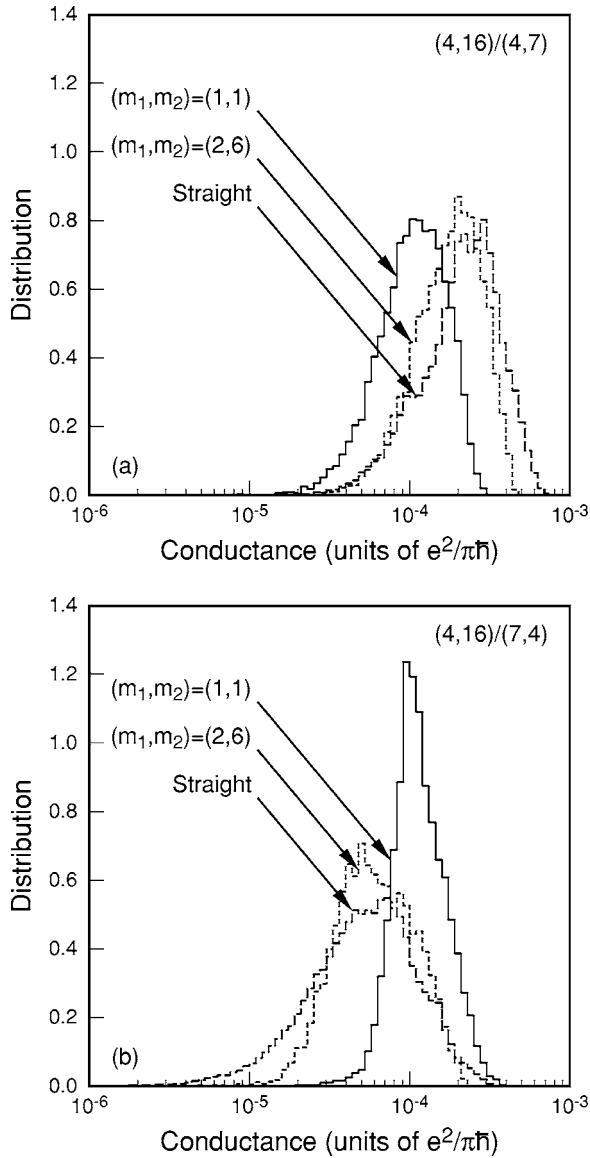 1.4
(4,16)/(4,7)
1.2
(m1,m2)=(1,1)
1.0
(m1,m2)=(2,6)
Straight
0.8
0.6
0.4
0.2
0.0
Distribution
(a)
10-6
10-5
10-4
10-3
Conductance (units of e2/πħ)
1.4
(4,16)/(7,4)
1.2
(m1,m2)=(1,1)
1.0
(m1,m2)=(2,6)
Straight
0.8
0.6
0.4
0.2
0.0
Distribution
(b)
10-6
10-5
10-4
10-3
Conductance (units of e2/πħ)